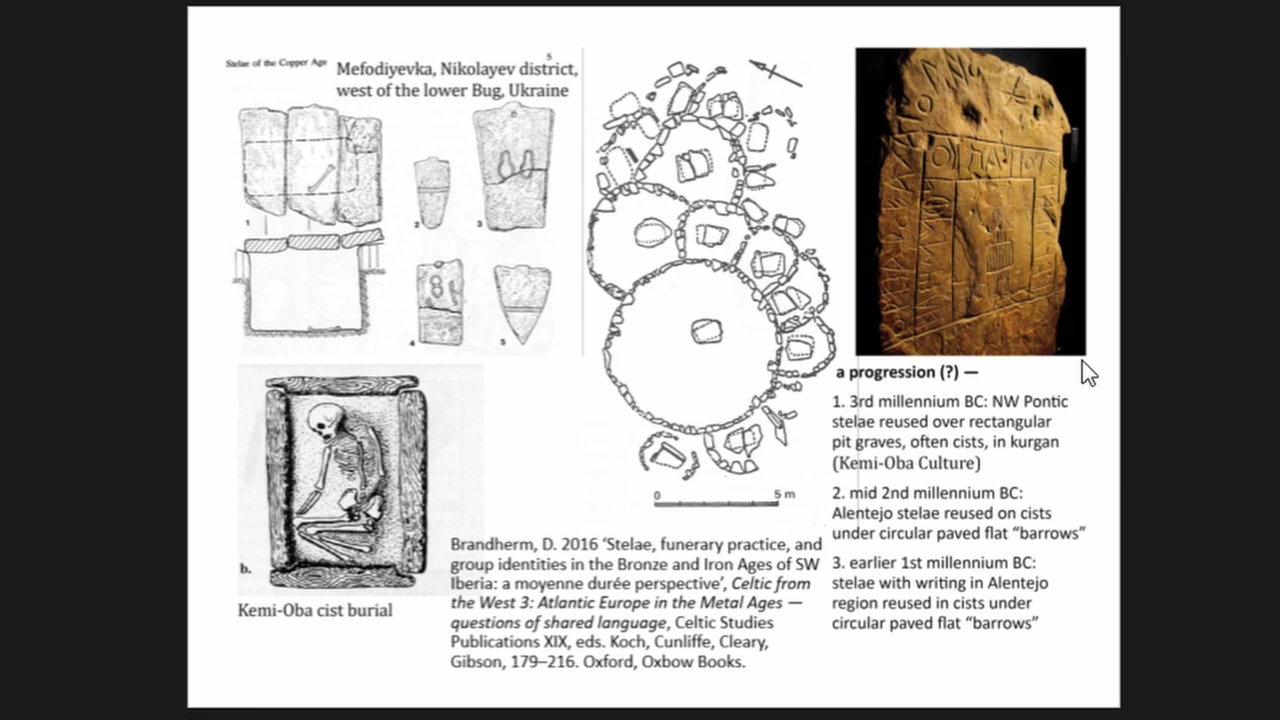 Stelae of the Copper Age
5
Mefodiyevka, Nikolayev district,
west of the lower Bug, Ukraine
1
2
3
4
5
b.
Kemi-Oba cist burial
0
5 m
Brandherm, D. 2016 ‘Stelae, funerary practice, and
group identities in the Bronze and Iron Ages of SW
Iberia: a moyenne durée perspective’, Celtic from
the West 3: Atlantic Europe in the Metal Ages —
questions of shared language, Celtic Studies
Publications XIX, eds. Koch, Cunliffe, Cleary,
Gibson, 179–216. Oxford, Oxbow Books.
a progression (?) —
1. 3rd millennium BC: NW Pontic
stelae reused over rectangular
pit graves, often cists, in kurgan
(Kemi-Oba Culture)
2. mid 2nd millennium BC:
Alentejo stelae reused on cists
under circular paved flat “barrows”
3. earlier 1st millennium BC:
stelae with writing in Alentejo
region reused in cists under
circular paved flat “barrows”